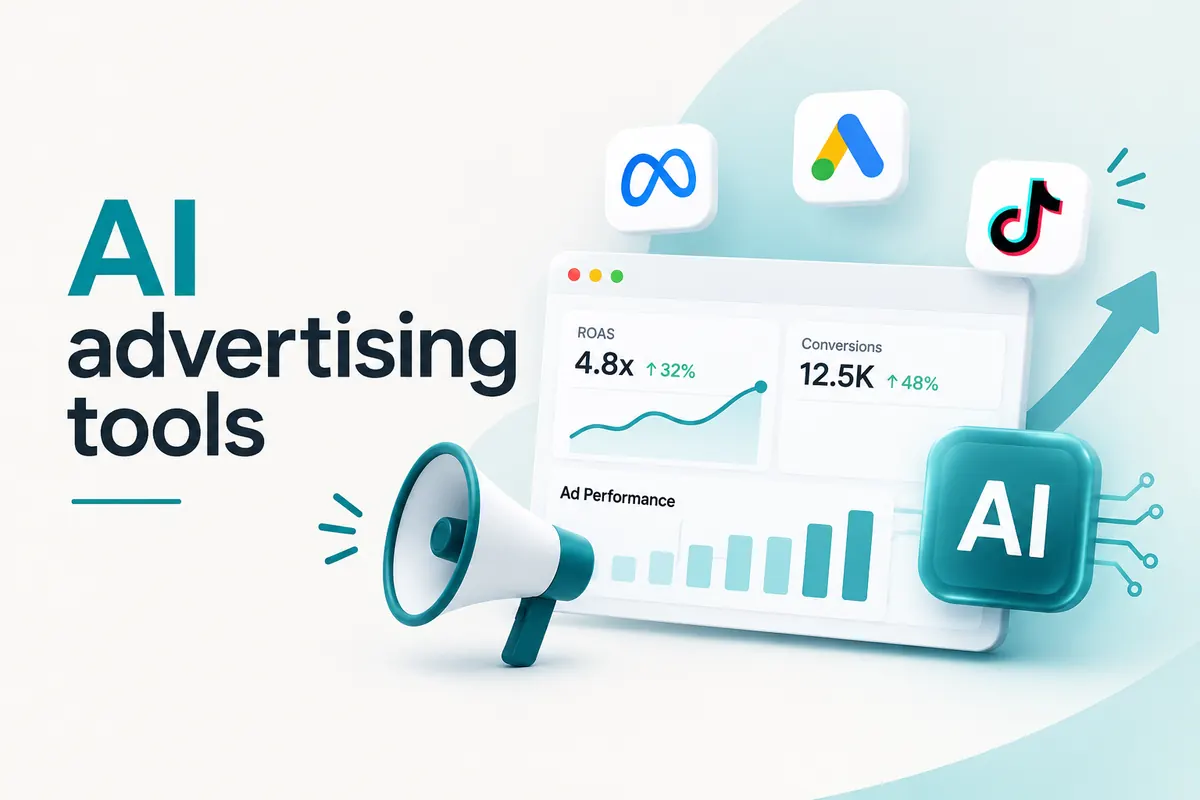 AI
advertising
tools
ROAS
4.8x ↑32%
Conversions
12.5K ↑48%
Ad Performance
AI